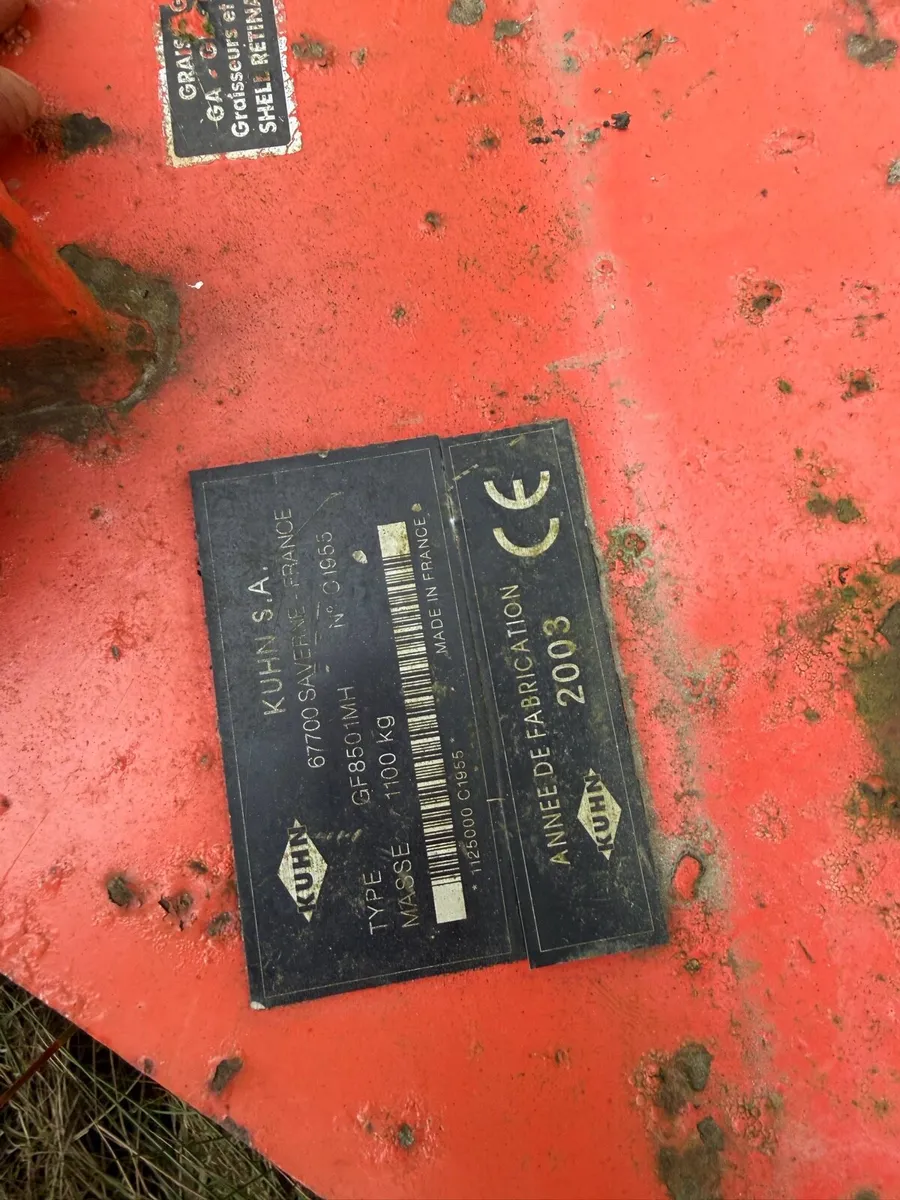 GRAIS
GA - G
Graisseurs et
SHELL RETINA
KUHN S.A.
67700 SAVERNE - FRANCE
N° C1955
TYPE GF8501MH
MASSE 1100 kg
* 1125000 C1955 *
MADE IN FRANCE
KUHN
CE
ANNEE DE FABRICATION
2003
KUHN